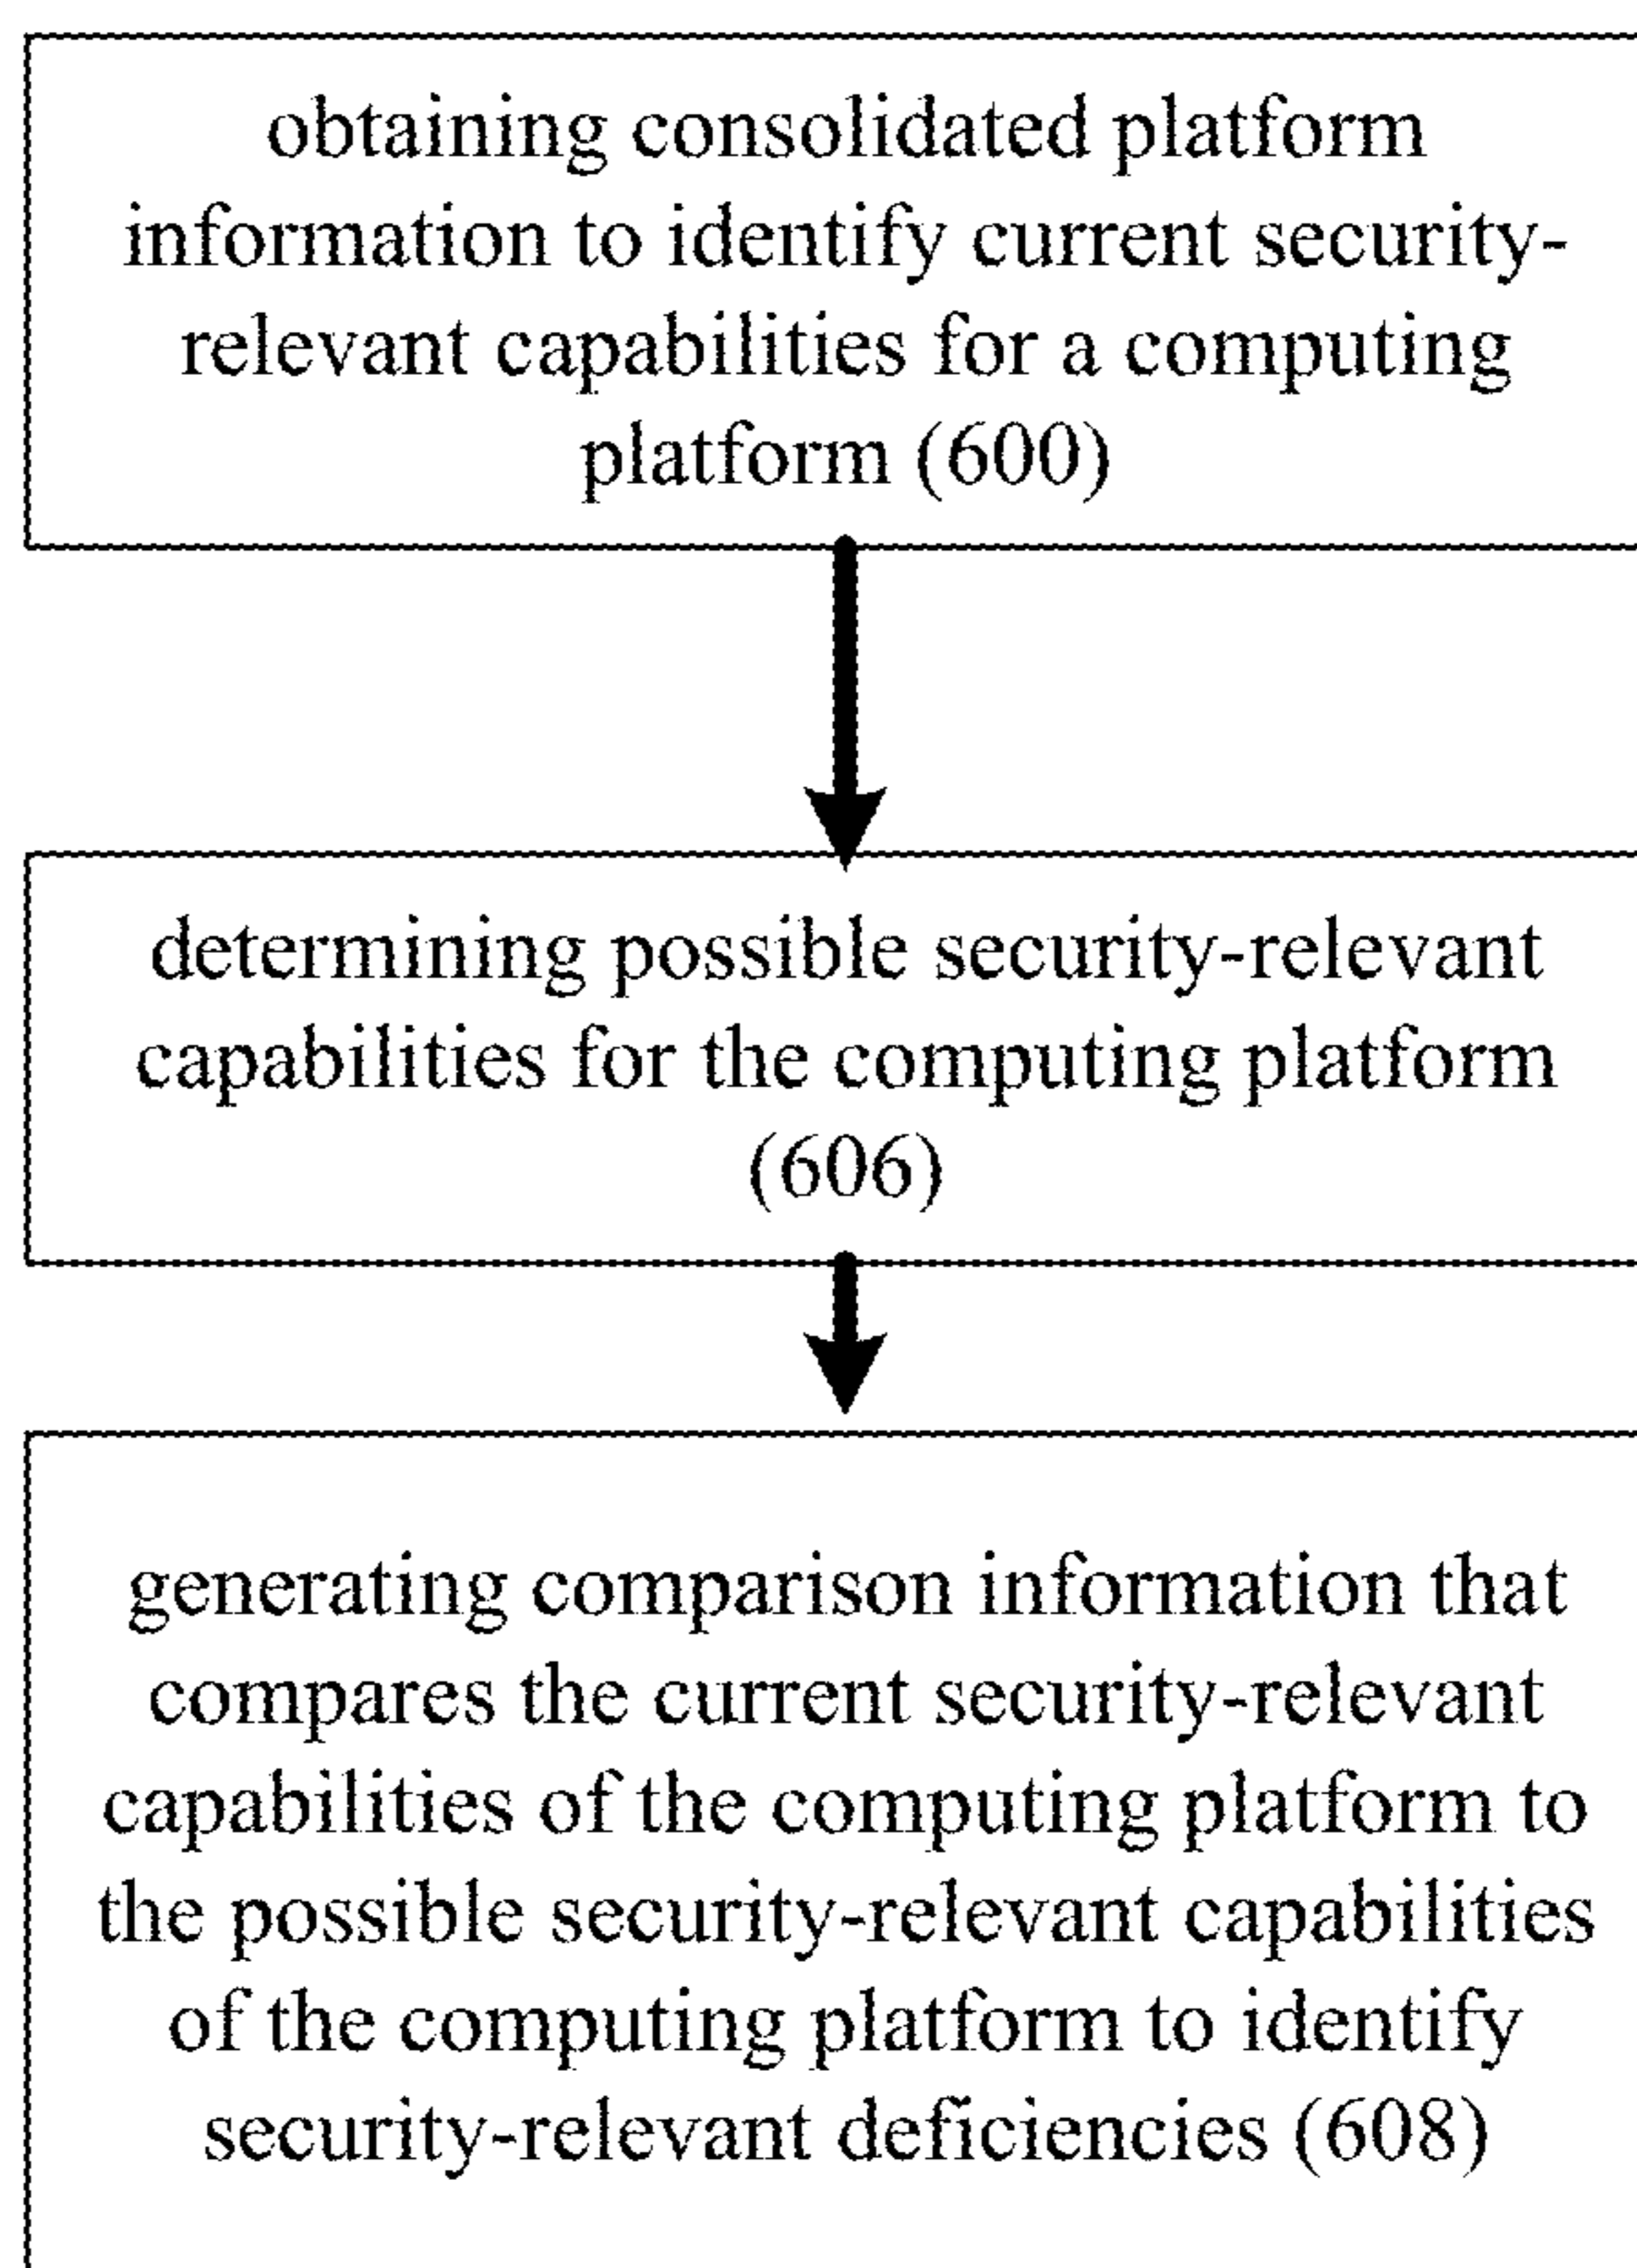 obtaining consolidated platform
information to identify current security-
relevant capabilities for a computing
platform (600)
determining possible security-relevant
capabilities for the computing platform
(606)
generating comparison information that
compares the current security-relevant
capabilities of the computing platform to
the possible security-relevant capabilities
of the computing platform to identify
security-relevant deficiencies (608)